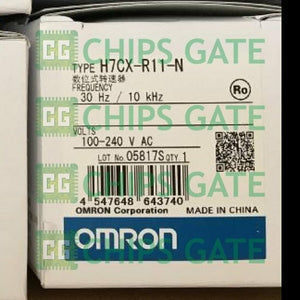 CHIPS GATE
TYPE H7CX-R11-N
数位式转速器
FREQUENCY
30 Hz / 10 kHz
Ro
CHIPS GATE
VOLTS
100-240 V AC
LOT No. 05817S QTY. 1
CHIPS GATE
4 547648 643740
OMRON Corporation
MADE IN CHINA
OMRON
CHIPS GATE